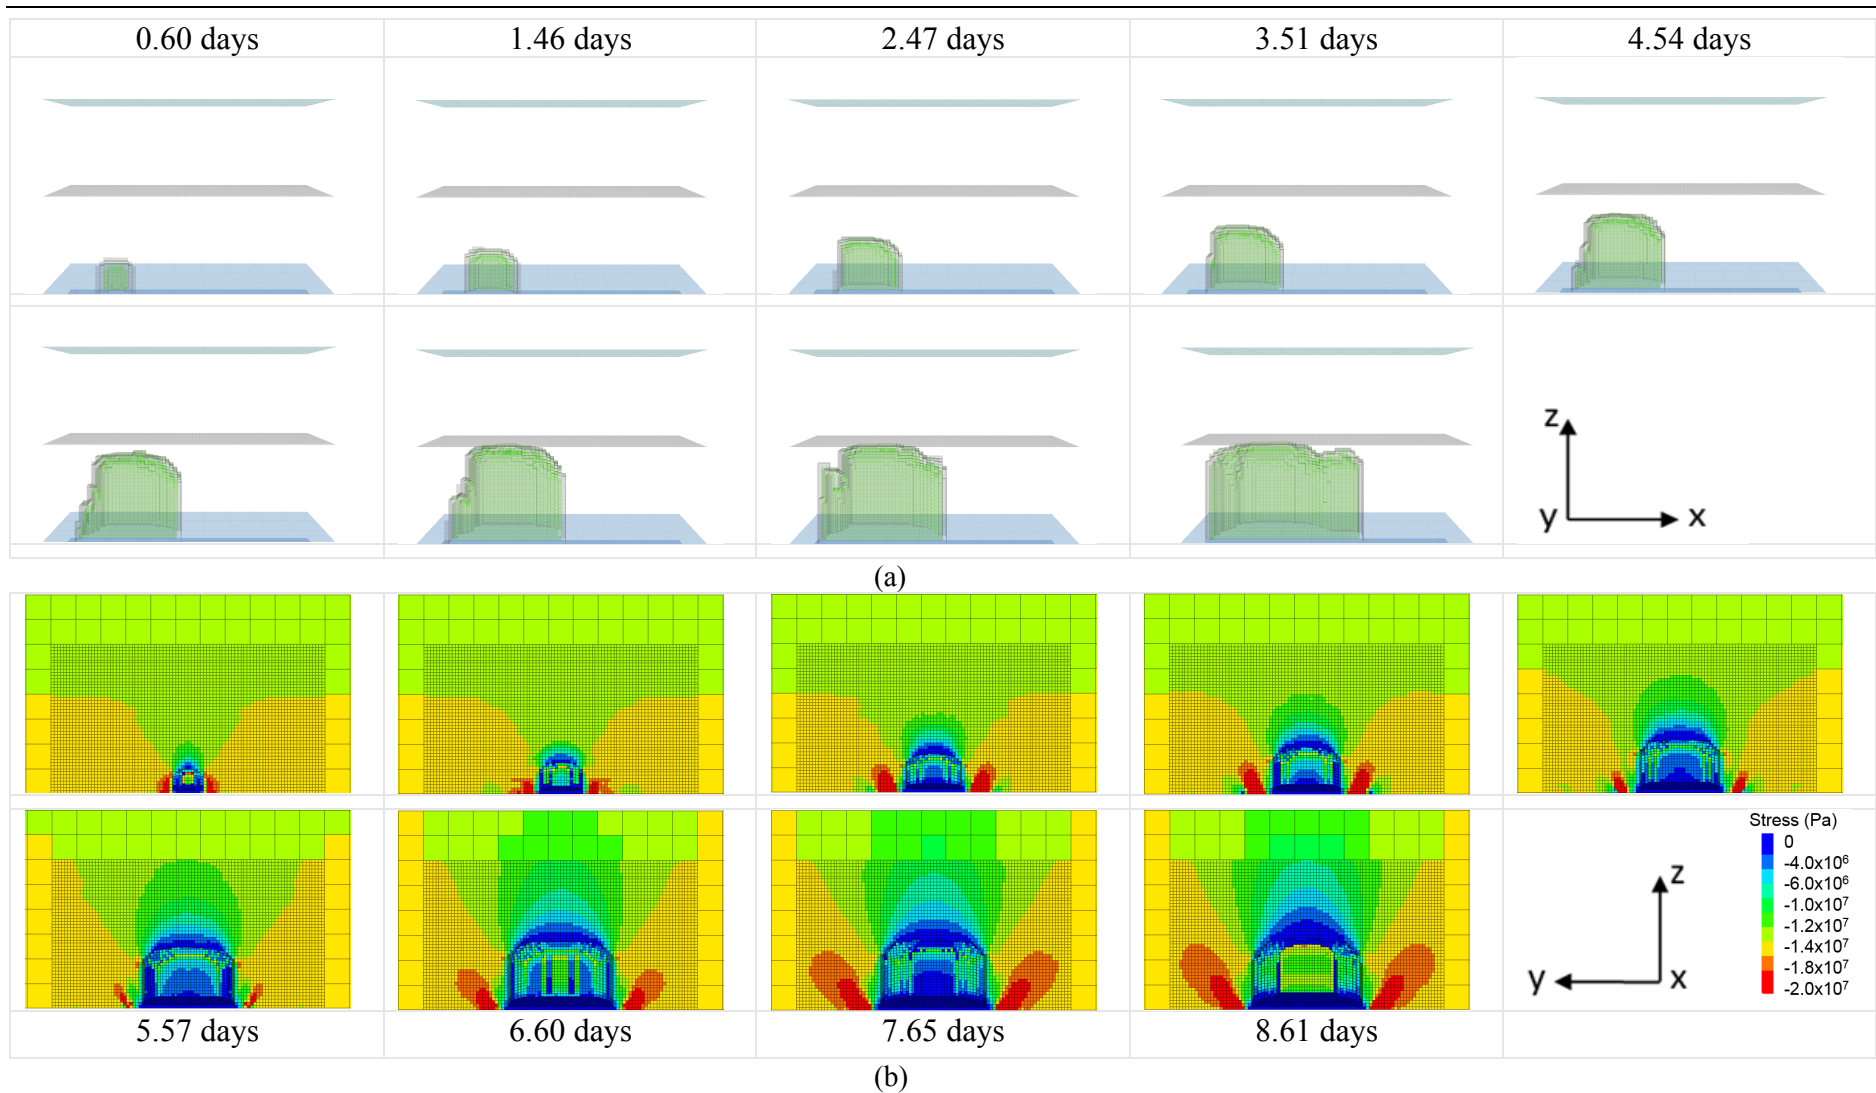 0.60 days 1.46 days 2.47 days 3.51 days 4.54 days
z
y x
(a)
Stress (Pa)
0
-4.0x10⁶
-6.0x10⁶
-1.0x10⁷
-1.2x10⁷
-1.4x10⁷
-1.8x10⁷
-2.0x10⁷
z
y x
5.57 days 6.60 days 7.65 days 8.61 days
(b)